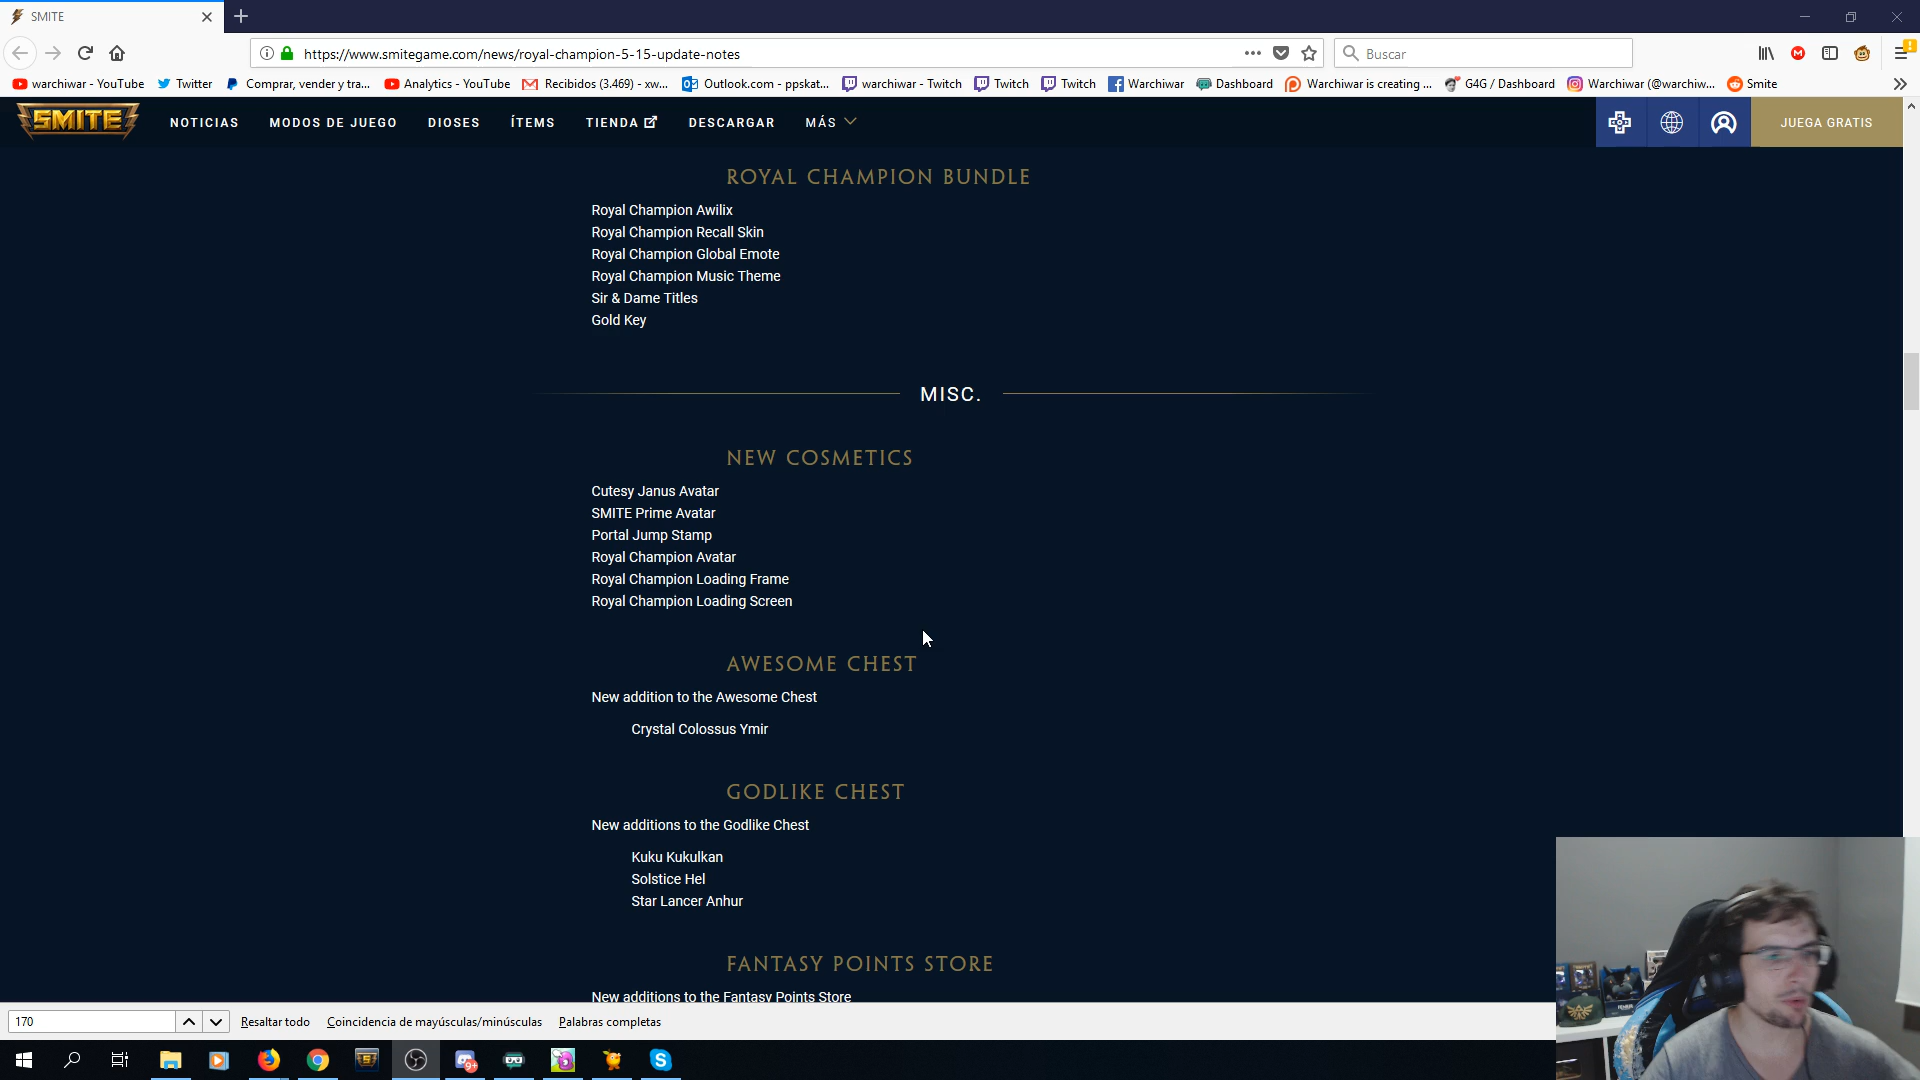 SMITE
https://www.smitegame.com/news/royal-champion-5-15-update-notes
Buscar
warchiwar - YouTube
Twitter
Comprar, vender y tra...
Analytics - YouTube
Recibidos (3.469) - xw...
Outlook.com - ppskat...
warchiwar - Twitch
Twitch
Twitch
Warchiwar
Dashboard
Warchiwar is creating ...
G4G / Dashboard
Warchiwar (@warchiw...
Smite
SMITE
NOTICIAS
MODOS DE JUEGO
DIOSES
ÍTEMS
TIENDA
DESCARGAR
MÁS
JUEGA GRATIS
ROYAL CHAMPION BUNDLE
Royal Champion Awilix
Royal Champion Recall Skin
Royal Champion Global Emote
Royal Champion Music Theme
Sir & Dame Titles
Gold Key
MISC.
NEW COSMETICS
Cutesy Janus Avatar
SMITE Prime Avatar
Portal Jump Stamp
Royal Champion Avatar
Royal Champion Loading Frame
Royal Champion Loading Screen
AWESOME CHEST
New addition to the Awesome Chest
Crystal Colossus Ymir
GODLIKE CHEST
New additions to the Godlike Chest
Kuku Kukulkan
Solstice Hel
Star Lancer Anhur
FANTASY POINTS STORE
New additions to the Fantasy Points Store
170
Resaltar todo
Coincidencia de mayúsculas/minúsculas
Palabras completas
9+